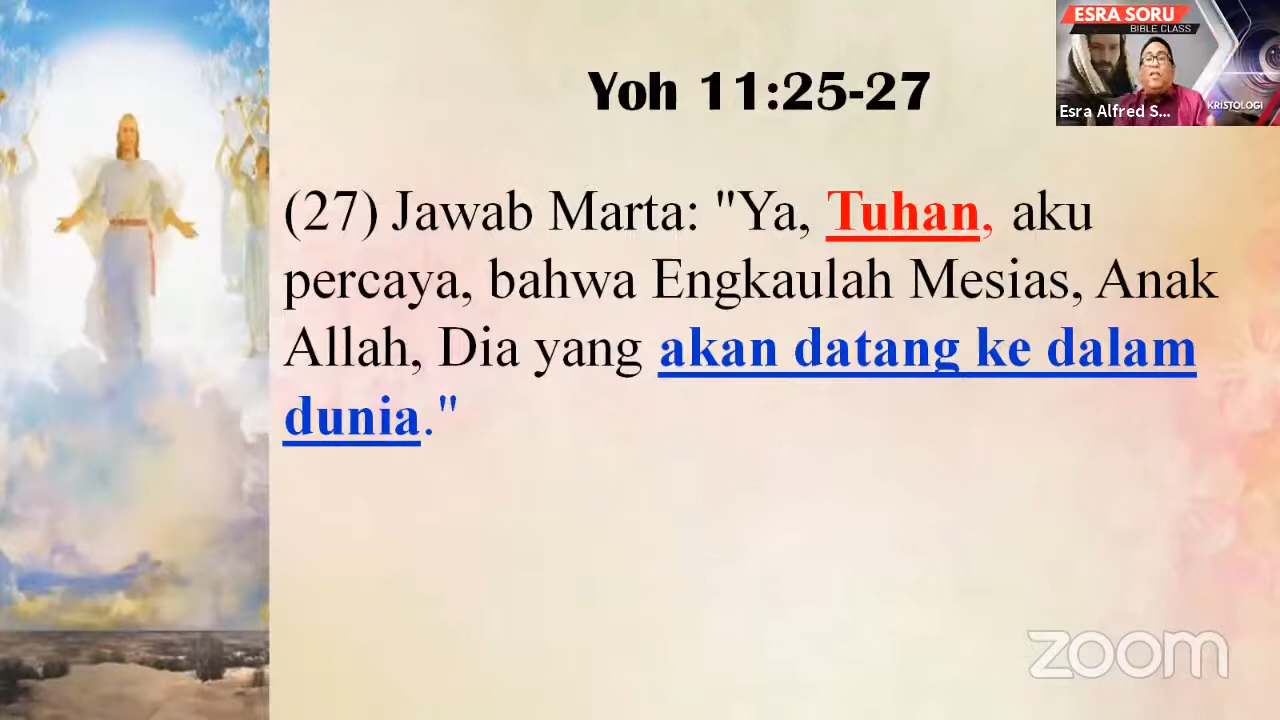 Yoh 11:25-27
ESRA SORU
BIBLE CLASS
KRISTOLOGI
Esra Alfred S...
(27) Jawab Marta: "Ya, Tuhan, aku
percaya, bahwa Engkaulah Mesias, Anak
Allah, Dia yang akan datang ke dalam
dunia."
zoom